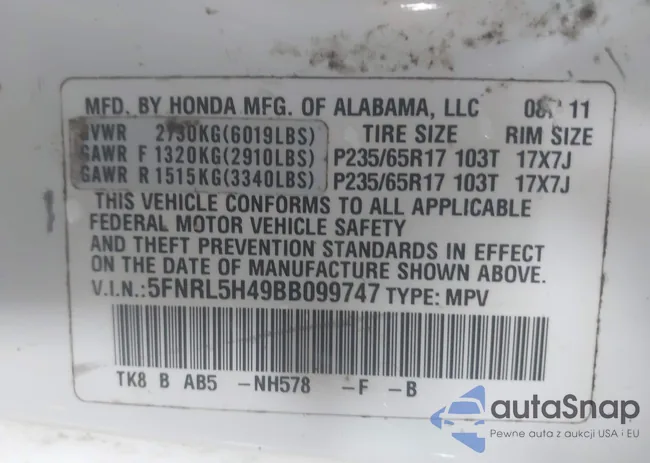 MFD. BY HONDA MFG. OF ALABAMA, LLC 08/11
GVWR 2730KG(6019LBS) TIRE SIZE RIM SIZE
GAWR F 1320KG(2910LBS) P235/65R17 103T 17X7J
GAWR R 1515KG(3340LBS) P235/65R17 103T 17X7J
THIS VEHICLE CONFORMS TO ALL APPLICABLE
FEDERAL MOTOR VEHICLE SAFETY
AND THEFT PREVENTION STANDARDS IN EFFECT
ON THE DATE OF MANUFACTURE SHOWN ABOVE.
V.I.N.:5FNRL5H49BB099747 TYPE: MPV
TK8 B AB5 -NH578 -F -B
autaSnap
Pewne auta z aukcji USA i EU